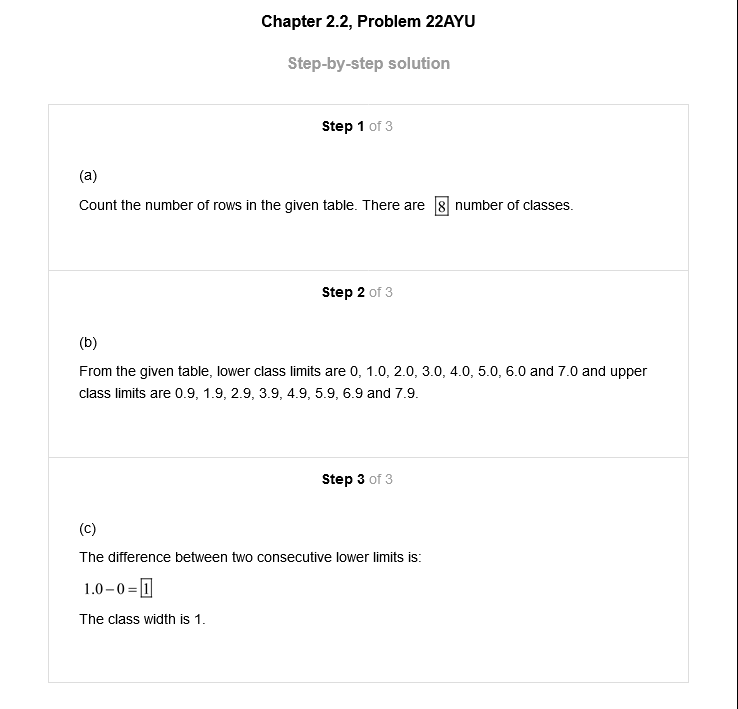 Chapter 2.2, Problem 22AYU
Step-by-step solution
Step 1 of 3
(a)
Count the number of rows in the given table. There are 8 number of classes.
Step 2 of 3
(b)
From the given table, lower class limits are 0, 1.0, 2.0, 3.0, 4.0, 5.0, 6.0 and 7.0 and upper
class limits are 0.9, 1.9, 2.9, 3.9, 4.9, 5.9, 6.9 and 7.9.
Step 3 of 3
(c)
The difference between two consecutive lower limits is:
1.0−0=1
The class width is 1.